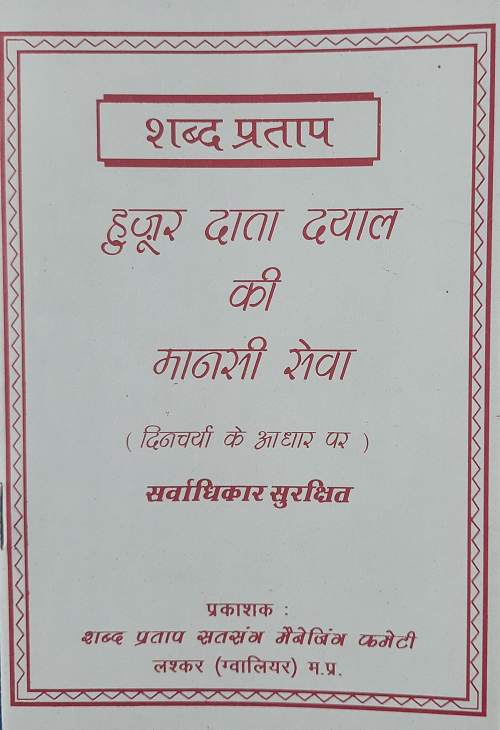 शब्द प्रताप
हुज़ूर दाता दयाल
की
मानसी सेवा
( दिनचर्या के आधार पर )
सर्वाधिकार सुरक्षित
प्रकाशक :
शब्द प्रताप सतसंग मैनेजिंग कमेटी
लश्कर (ग्वालियर) म.प्र.